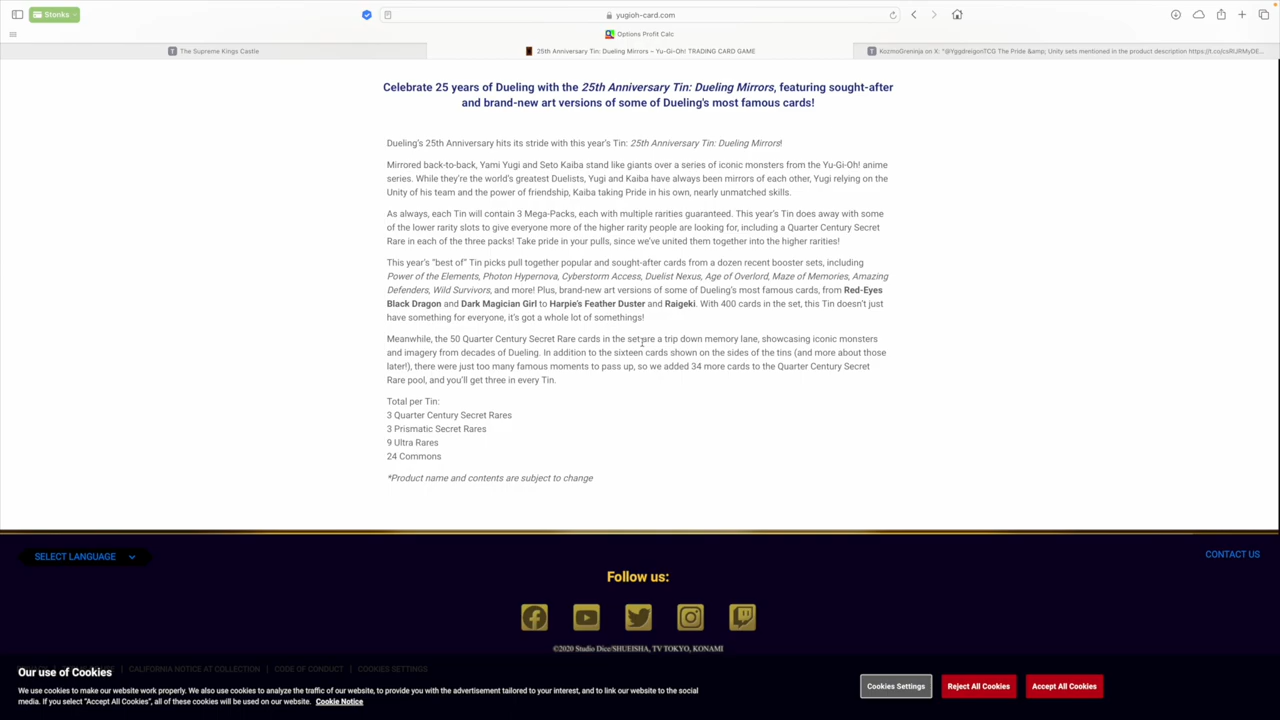 Stonks
yugioh-card.com
Options Profit Calc
The Supreme Kings Castle
25th Anniversary Tin: Dueling Mirrors – Yu-Gi-Oh! TRADING CARD GAME
KozmoGreninja on X: "@YggdreigonTCG The Pride &amp; Unity sets mentioned in the product description
Celebrate 25 years of Dueling with the 25th Anniversary Tin: Dueling Mirrors, featuring sought-after
and brand-new art versions of some of Dueling's most famous cards!
Dueling's 25th Anniversary hits its stride with this year's Tin: 25th Anniversary Tin: Dueling Mirrors!
Mirrored back-to-back, Yami Yugi and Seto Kaiba stand like giants over a series of iconic monsters from the Yu-Gi-Oh! anime
series. While they're the world's greatest Duelists, Yugi and Kaiba have always been mirrors of each other, Yugi relying on the
Unity of his team and the power of friendship, Kaiba taking Pride in his own, nearly unmatched skills.
As always, each Tin will contain 3 Mega-Packs, each with multiple rarities guaranteed. This year's Tin does away with some
of the lower rarity slots to give everyone more of the higher rarity people are looking for, including a Quarter Century Secret
Rare in each of the three packs! Take pride in your pulls, since we've united them together into the higher rarities!
This year's "best of" Tin picks pull together popular and sought-after cards from a dozen recent booster sets, including
Power of the Elements, Photon Hypernova, Cyberstorm Access, Duelist Nexus, Age of Overlord, Maze of Memories, Amazing
Defenders, Wild Survivors, and more! Plus, brand-new art versions of some of Dueling's most famous cards, from Red-Eyes
Black Dragon and Dark Magician Girl to Harpie's Feather Duster and Raigeki. With 400 cards in the set, this Tin doesn't just
have something for everyone, it's got a whole lot of somethings!
Meanwhile, the 50 Quarter Century Secret Rare cards in the set are a trip down memory lane, showcasing iconic monsters
and imagery from decades of Dueling. In addition to the sixteen cards shown on the sides of the tins (and more about those
later!), there were just too many famous moments to pass up, so we added 34 more cards to the Quarter Century Secret
Rare pool, and you'll get three in every Tin.
Total per Tin:
3 Quarter Century Secret Rares
3 Prismatic Secret Rares
9 Ultra Rares
24 Commons
*Product name and contents are subject to change
SELECT LANGUAGE
CONTACT US
Follow us:
©2020 Studio Dice/SHUEISHA, TV TOKYO, KONAMI
CALIFORNIA NOTICE AT COLLECTION | CODE OF CONDUCT | COOKIES SETTINGS
Our use of Cookies
We use cookies to make our website work properly. We also use cookies to analyze the traffic of our website, to provide you with the advertisement tailored to your interest, and to link our website to the social
media. If you select "Accept All Cookies", all of these cookies will be used on our website. Cookie Notice
Cookies Settings
Reject All Cookies
Accept All Cookies